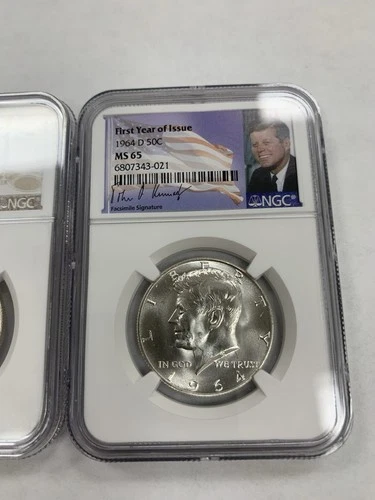 First Year of Issue
1964 D 50C
MS 65
6807343-021
Facsimile Signature
NGC
NGC
LIBERTY
IN GOD WE TRUST
1964